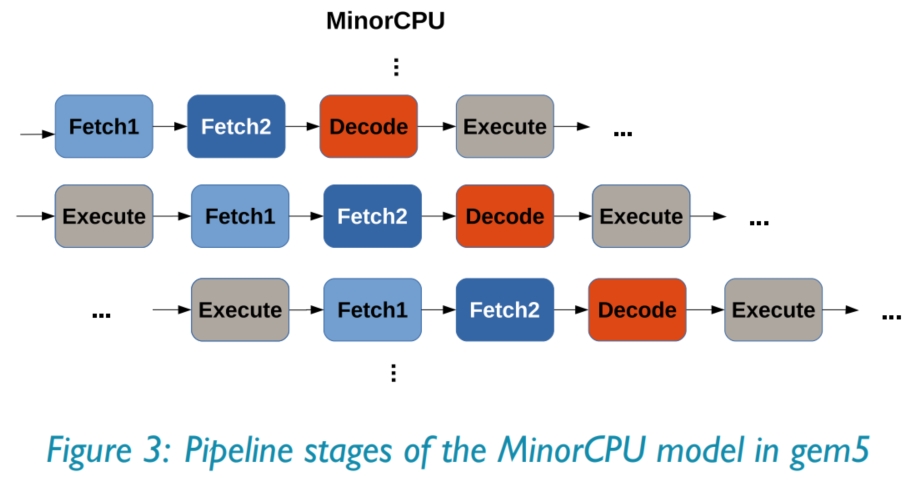 MinorCPU
⋮
Fetch1 Fetch2 Decode Execute ...
Execute Fetch1 Fetch2 Decode Execute ...
... Execute Fetch1 Fetch2 Decode Execute ...
⋮
Figure 3: Pipeline stages of the MinorCPU model in gem5